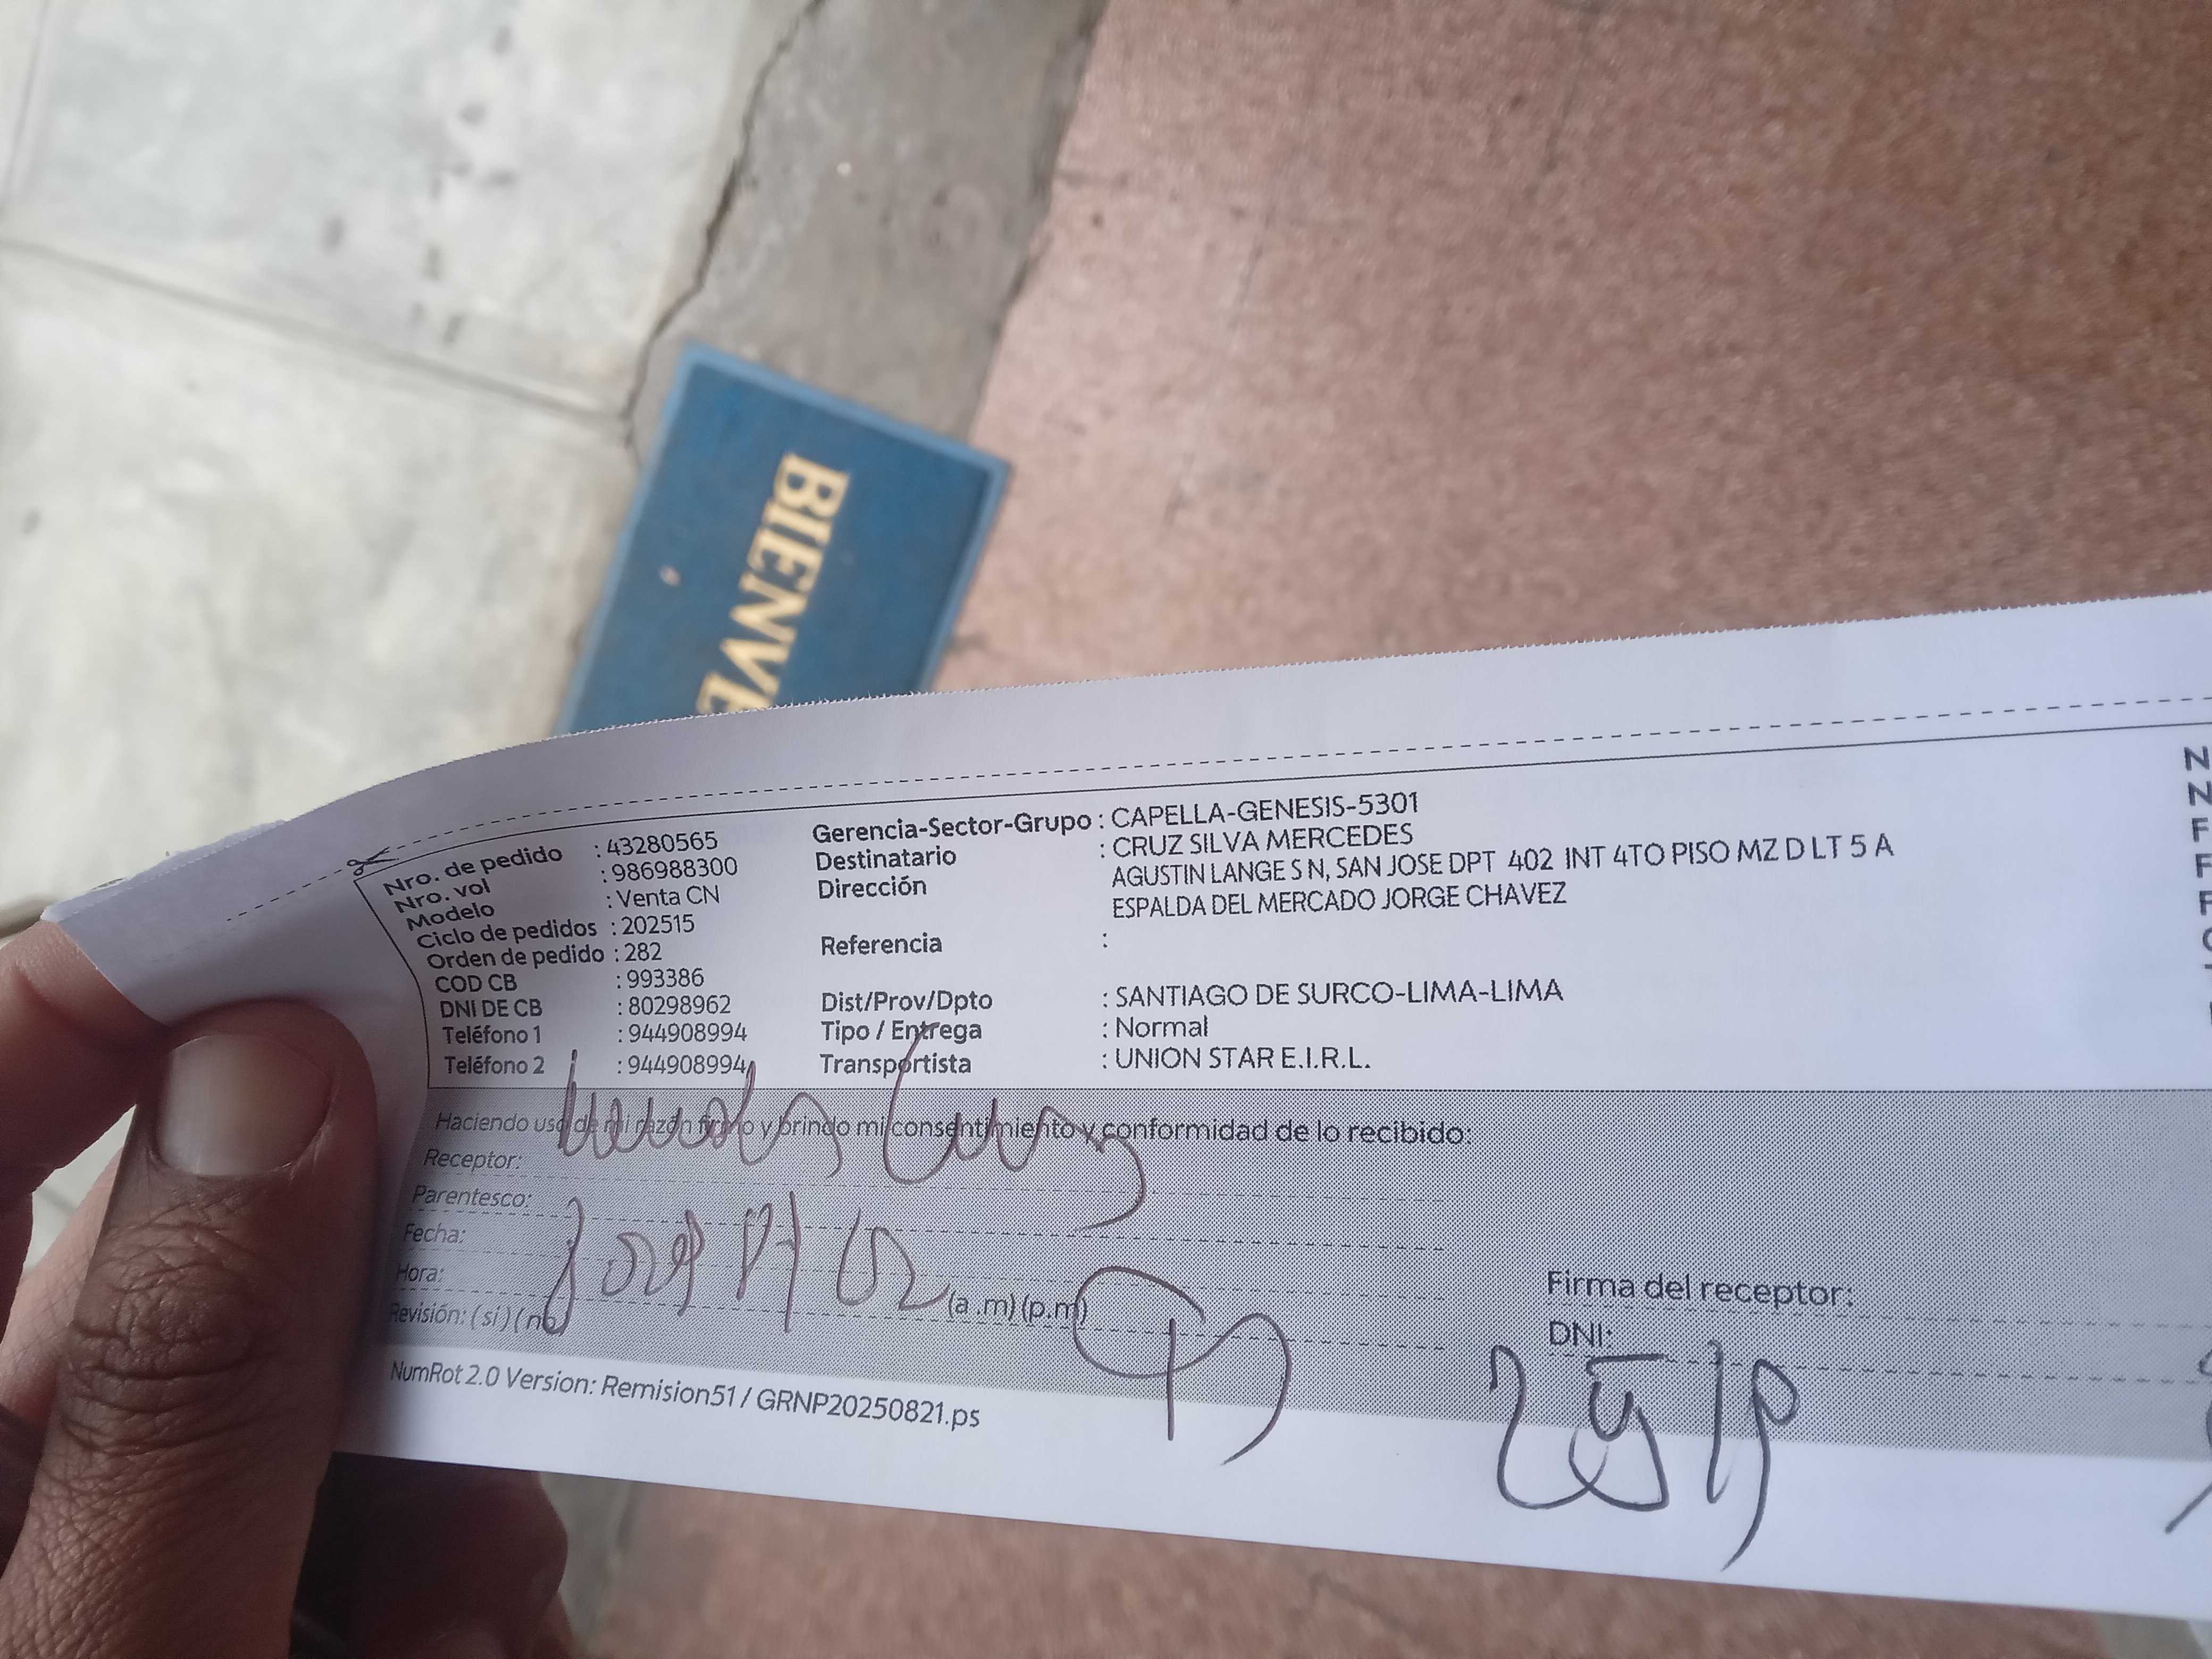 BIENVE
Nro. de pedido : 43280565
Nro. vol : 986988300
Modelo : Venta CN
Ciclo de pedidos : 202515
Orden de pedido : 282
COD CB : 993386
DNI DE CB : 80298962
Teléfono 1 : 944908994
Teléfono 2 : 944908994
Gerencia-Sector-Grupo : CAPELLA-GENESIS-5301
Destinatario : CRUZ SILVA MERCEDES
Dirección AGUSTIN LANGE S N, SAN JOSE DPT 402 INT 4TO PISO MZ D LT 5 A
ESPALDA DEL MERCADO JORGE CHAVEZ
Referencia :
Dist/Prov/Dpto : SANTIAGO DE SURCO-LIMA-LIMA
Tipo / Entrega : Normal
Transportista : UNION STAR E.I.R.L.
N
N
F
F
F
Haciendo uso de mi razón firmo y brindo mi consentimiento y conformidad de lo recibido:
Receptor:
Parentesco:
Fecha:
Hora: (a .m) (p.m)
Revisión: ( si ) ( no)
Firma del receptor:
DNI:
NumRot 2.0 Version: Remision51 / GRNP20250821.ps